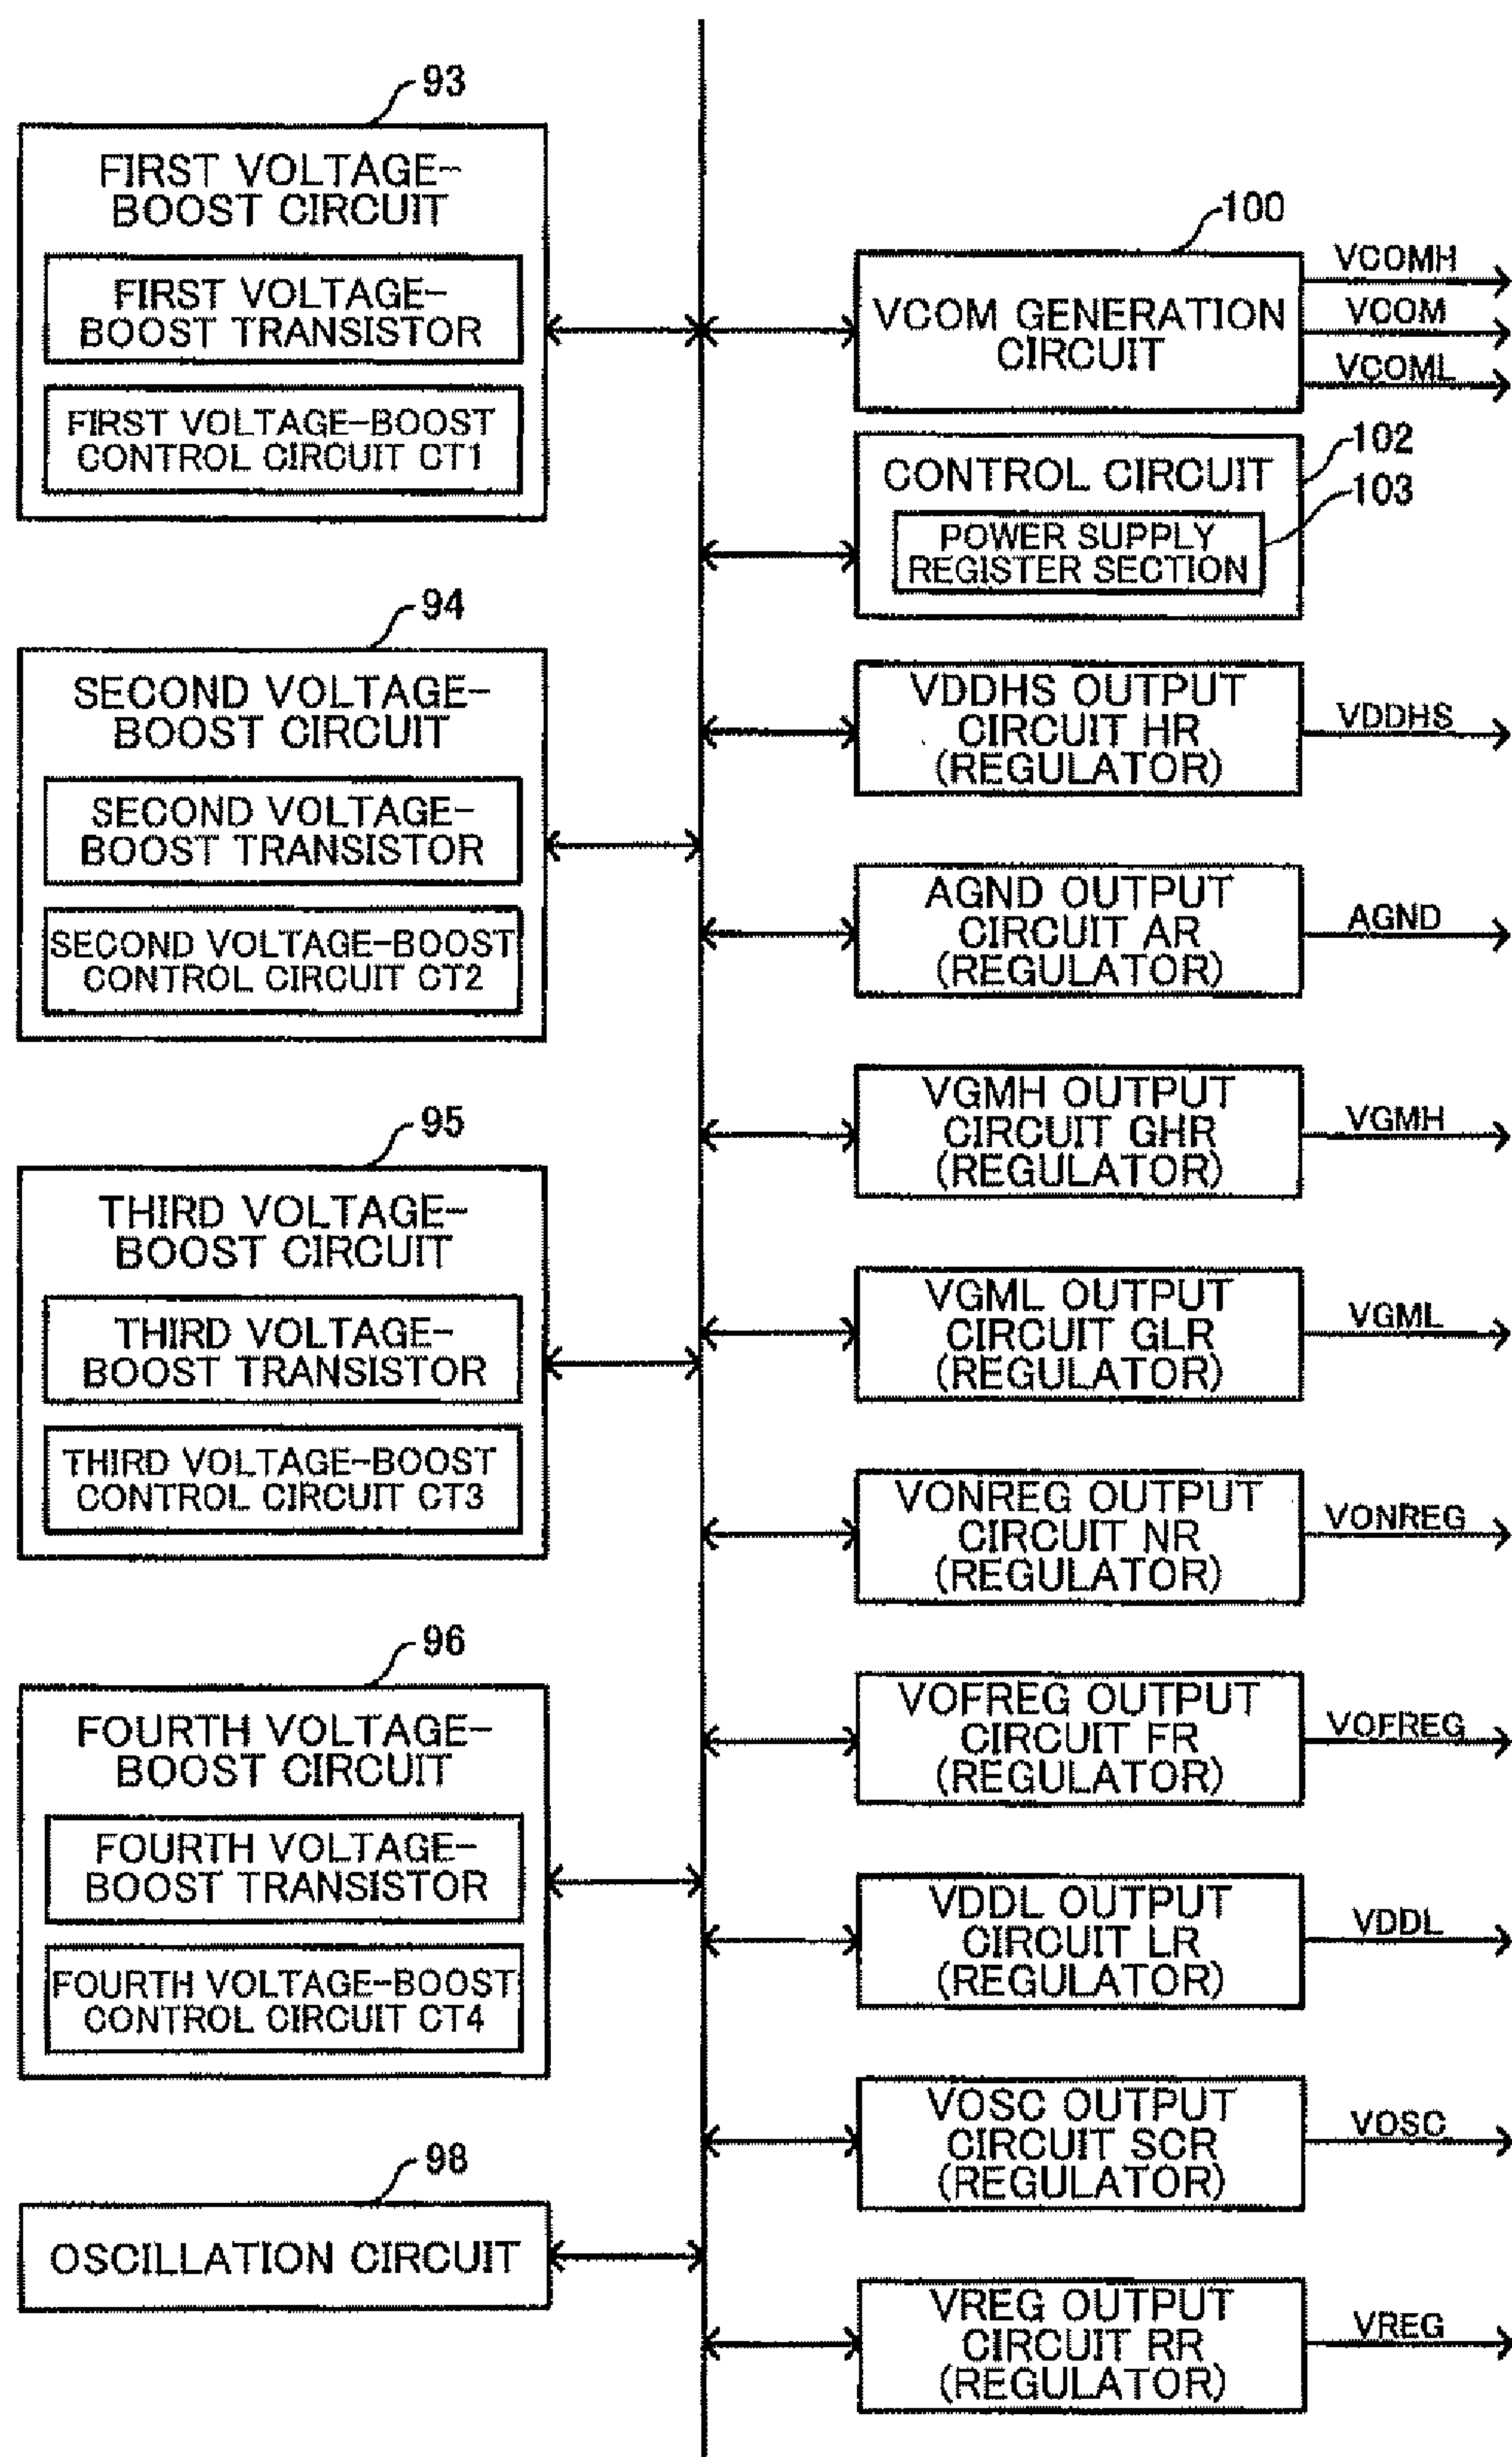 93
FIRST VOLTAGE-
BOOST CIRCUIT
FIRST VOLTAGE-
BOOST TRANSISTOR
FIRST VOLTAGE-BOOST
CONTROL CIRCUIT CT1
94
SECOND VOLTAGE-
BOOST CIRCUIT
SECOND VOLTAGE-
BOOST TRANSISTOR
SECOND VOLTAGE-BOOST
CONTROL CIRCUIT CT2
95
THIRD VOLTAGE-
BOOST CIRCUIT
THIRD VOLTAGE-
BOOST TRANSISTOR
THIRD VOLTAGE-BOOST
CONTROL CIRCUIT CT3
96
FOURTH VOLTAGE-
BOOST CIRCUIT
FOURTH VOLTAGE-
BOOST TRANSISTOR
FOURTH VOLTAGE-BOOST
CONTROL CIRCUIT CT4
98
OSCILLATION CIRCUIT
100
VCOM GENERATION
CIRCUIT
VCOMH
VCOM
VCOML
102
CONTROL CIRCUIT
103
POWER SUPPLY
REGISTER SECTION
VDDHS OUTPUT
CIRCUIT HR
(REGULATOR)
VDDHS
AGND OUTPUT
CIRCUIT AR
(REGULATOR)
AGND
VGMH OUTPUT
CIRCUIT GHR
(REGULATOR)
VGMH
VGML OUTPUT
CIRCUIT GLR
(REGULATOR)
VGML
VONREG OUTPUT
CIRCUIT NR
(REGULATOR)
VONREG
VOFREG OUTPUT
CIRCUIT FR
(REGULATOR)
VOFREG
VDDL OUTPUT
CIRCUIT LR
(REGULATOR)
VDDL
VOSC OUTPUT
CIRCUIT SCR
(REGULATOR)
VOSC
VREG OUTPUT
CIRCUIT RR
(REGULATOR)
VREG